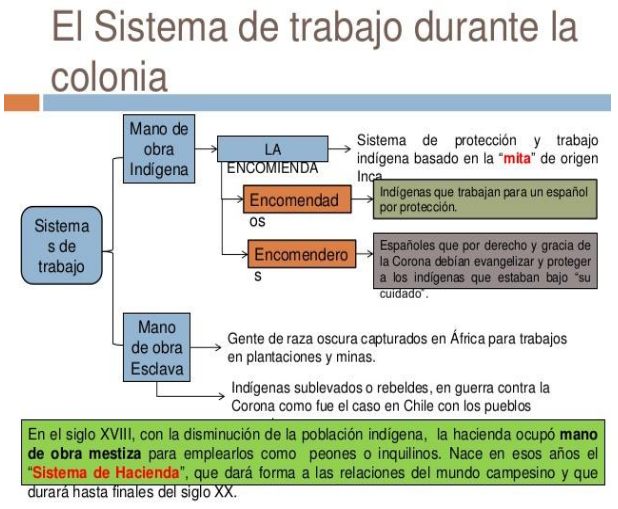 El Sistema de trabajo durante la
colonia
Mano de
obra
Indígena
LA
ENCOMIENDA
Sistema de protección y trabajo
indígena basado en la “mita” de origen
Inca
Encomendad
os
Indígenas que trabajan para un español
por protección.
Sistema
s de
trabajo
Encomendero
s
Españoles que por derecho y gracia de
la Corona debían evangelizar y proteger
a los indígenas que estaban bajo “su
cuidado”.
Mano
de obra
Esclava
Gente de raza oscura capturados en África para trabajos
en plantaciones y minas.
Indígenas sublevados o rebeldes, en guerra contra la
Corona como fue el caso en Chile con los pueblos
En el siglo XVIII, con la disminución de la población indígena, la hacienda ocupó mano
de obra mestiza para emplearlos como peones o inquilinos. Nace en esos años el
“Sistema de Hacienda”, que dará forma a las relaciones del mundo campesino y que
durará hasta finales del siglo XX.